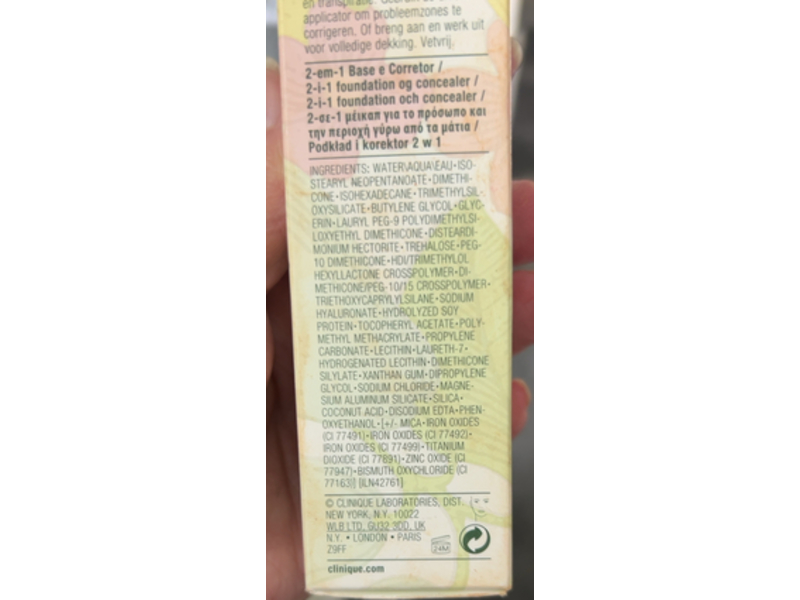 applicator om probleemzones te
corrigeren. Of breng aan en werk uit
voor volledige dekking. Vetvrij.
2-em-1 Base e Corretor /
2-i-1 foundation og concealer /
2-i-1 foundation och concealer /
2-σε-1 μέικαπ για το πρόσωπο και
την περιοχή γύρω από τα μάτια /
Podkład i korektor 2 w 1
INGREDIENTS: WATER\AQUA\EAU•ISO-
STEARYL NEOPENTANOATE•DIMETHI-
CONE•ISOHEXADECANE•TRIMETHYLSIL-
OXYSILICATE•BUTYLENE GLYCOL•GLYC-
ERIN•LAURYL PEG-9 POLYDIMETHYLSI-
LOXYETHYL DIMETHICONE•DISTEARDI-
MONIUM HECTORITE•TREHALOSE•PEG-
10 DIMETHICONE•HDI/TRIMETHYLOL
HEXYLLACTONE CROSSPOLYMER•DI-
METHICONE/PEG-10/15 CROSSPOLYMER•
TRIETHOXYCAPRYLYLSILANE•SODIUM
HYALURONATE•HYDROLYZED SOY
PROTEIN•TOCOPHERYL ACETATE•POLY-
METHYL METHACRYLATE•PROPYLENE
CARBONATE•LECITHIN•LAURETH-7•
HYDROGENATED LECITHIN•DIMETHICONE
SILYLATE•XANTHAN GUM•DIPROPYLENE
GLYCOL•SODIUM CHLORIDE•MAGNE-
SIUM ALUMINUM SILICATE•SILICA•
COCONUT ACID•DISODIUM EDTA•PHEN-
OXYETHANOL•[+/- MICA•IRON OXIDES
(CI 77491)•IRON OXIDES (CI 77492)•
IRON OXIDES (CI 77499)•TITANIUM
DIOXIDE (CI 77891)•ZINC OXIDE (CI
77947)•BISMUTH OXYCHLORIDE (CI
77163)] [ILN42761]
© CLINIQUE LABORATORIES, DIST.
NEW YORK, N.Y. 10022
WLB LTD, GU32 3DD, UK
N.Y. • LONDON • PARIS
Z9FF
24M
clinique.com